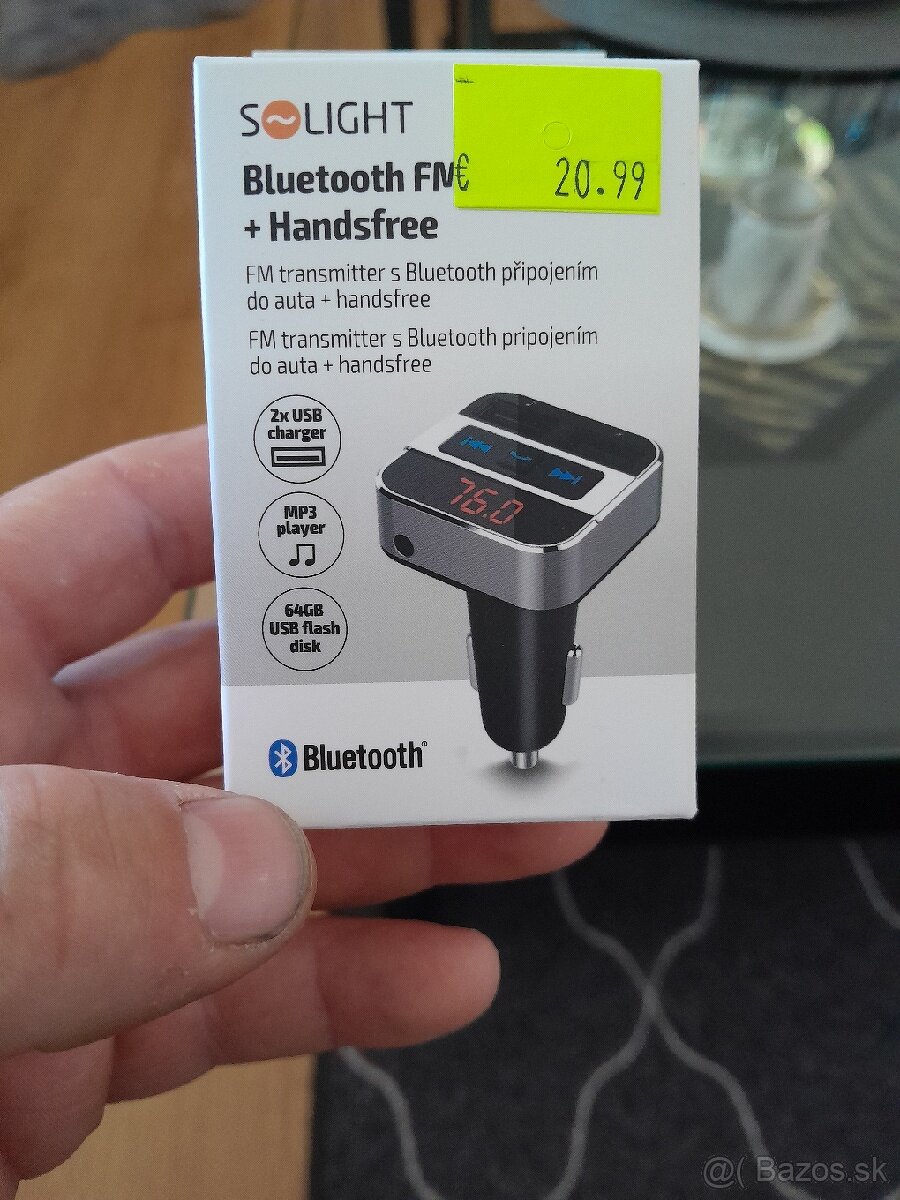 SOLIGHT
€ 20.99
Bluetooth FM
+ Handsfree
FM transmitter s Bluetooth připojením
do auta + handsfree
FM transmitter s Bluetooth pripojením
do auta + handsfree
2x USB
charger
MP3
player
64GB
USB flash
disk
76.0
Bluetooth®
@( Bazos.sk